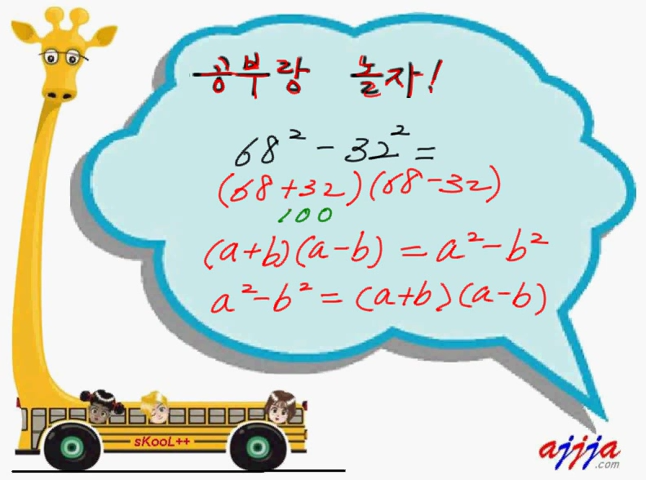 공부랑 놀자!
68² - 32² =
(68+32)(68-32)
100
(a+b)(a-b) = a²-b²
a²-b² = (a+b)(a-b)
sKooL++
ajjja
.com